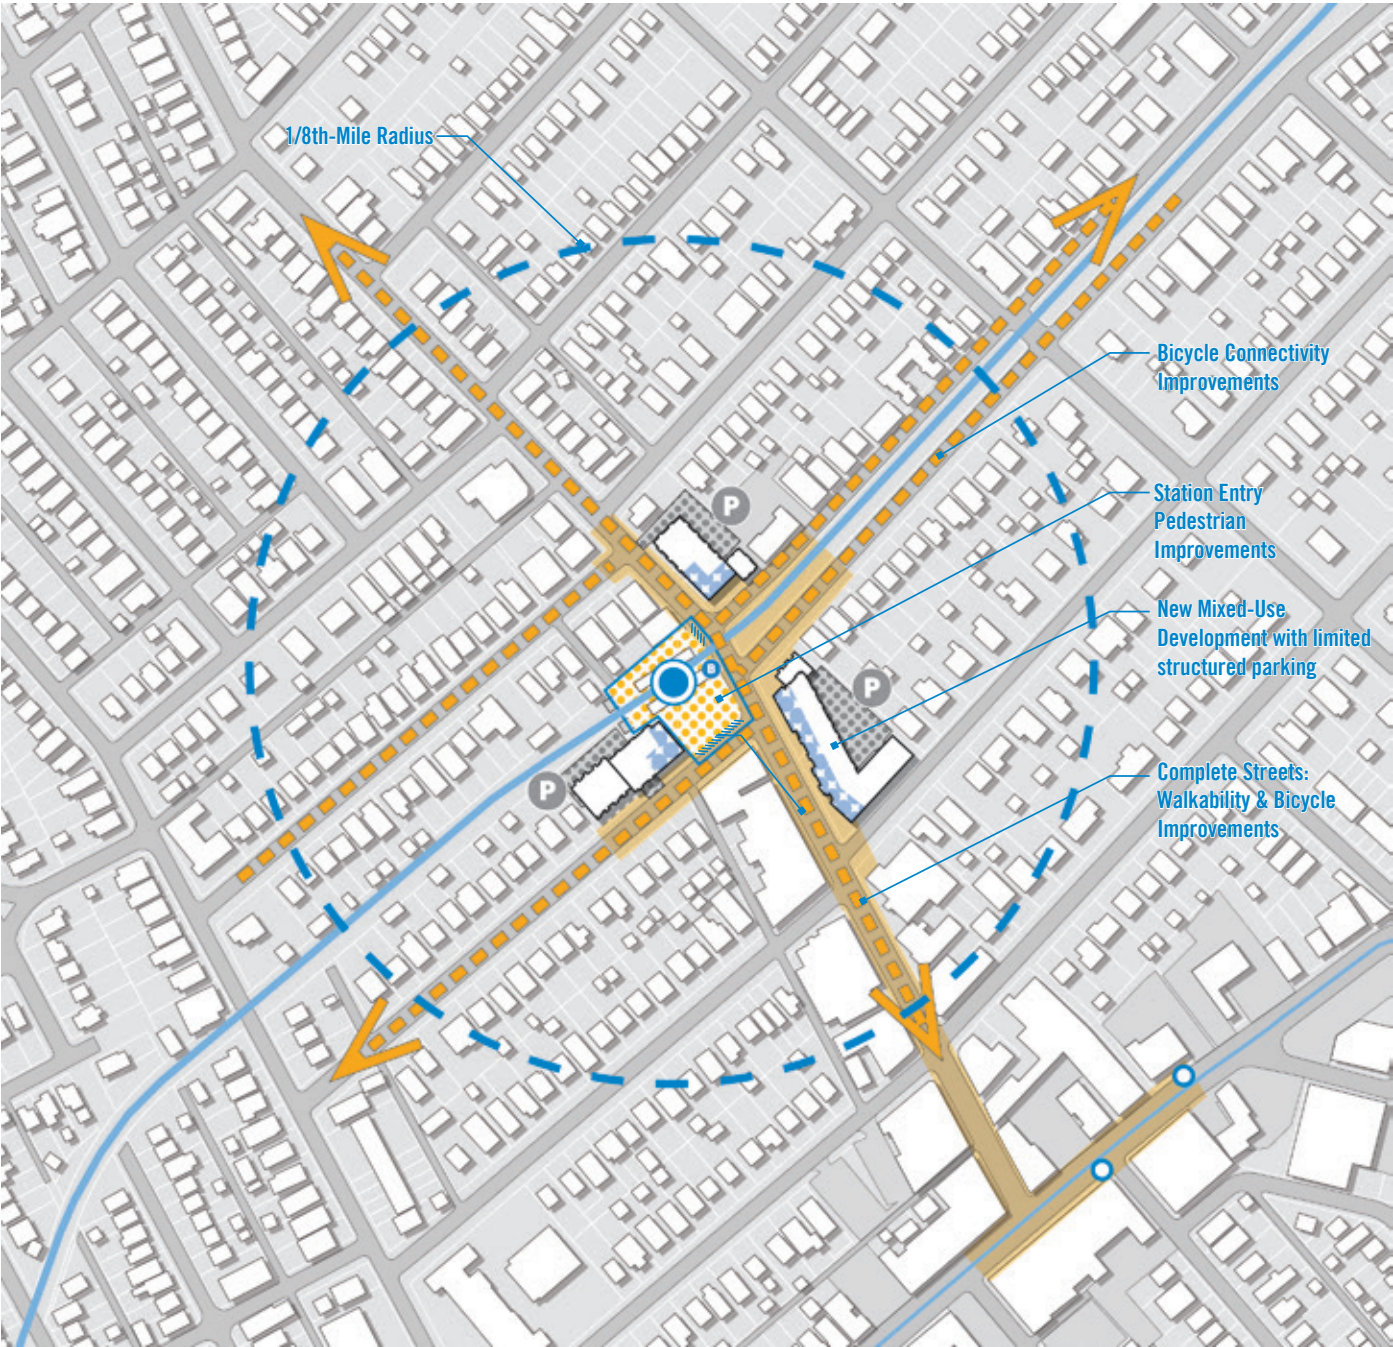 1/8th-Mile Radius
Bicycle Connectivity
Improvements
Station Entry
Pedestrian
Improvements
P
New Mixed-Use
Development with limited
structured parking
P
P
Complete Streets:
Walkability & Bicycle
Improvements